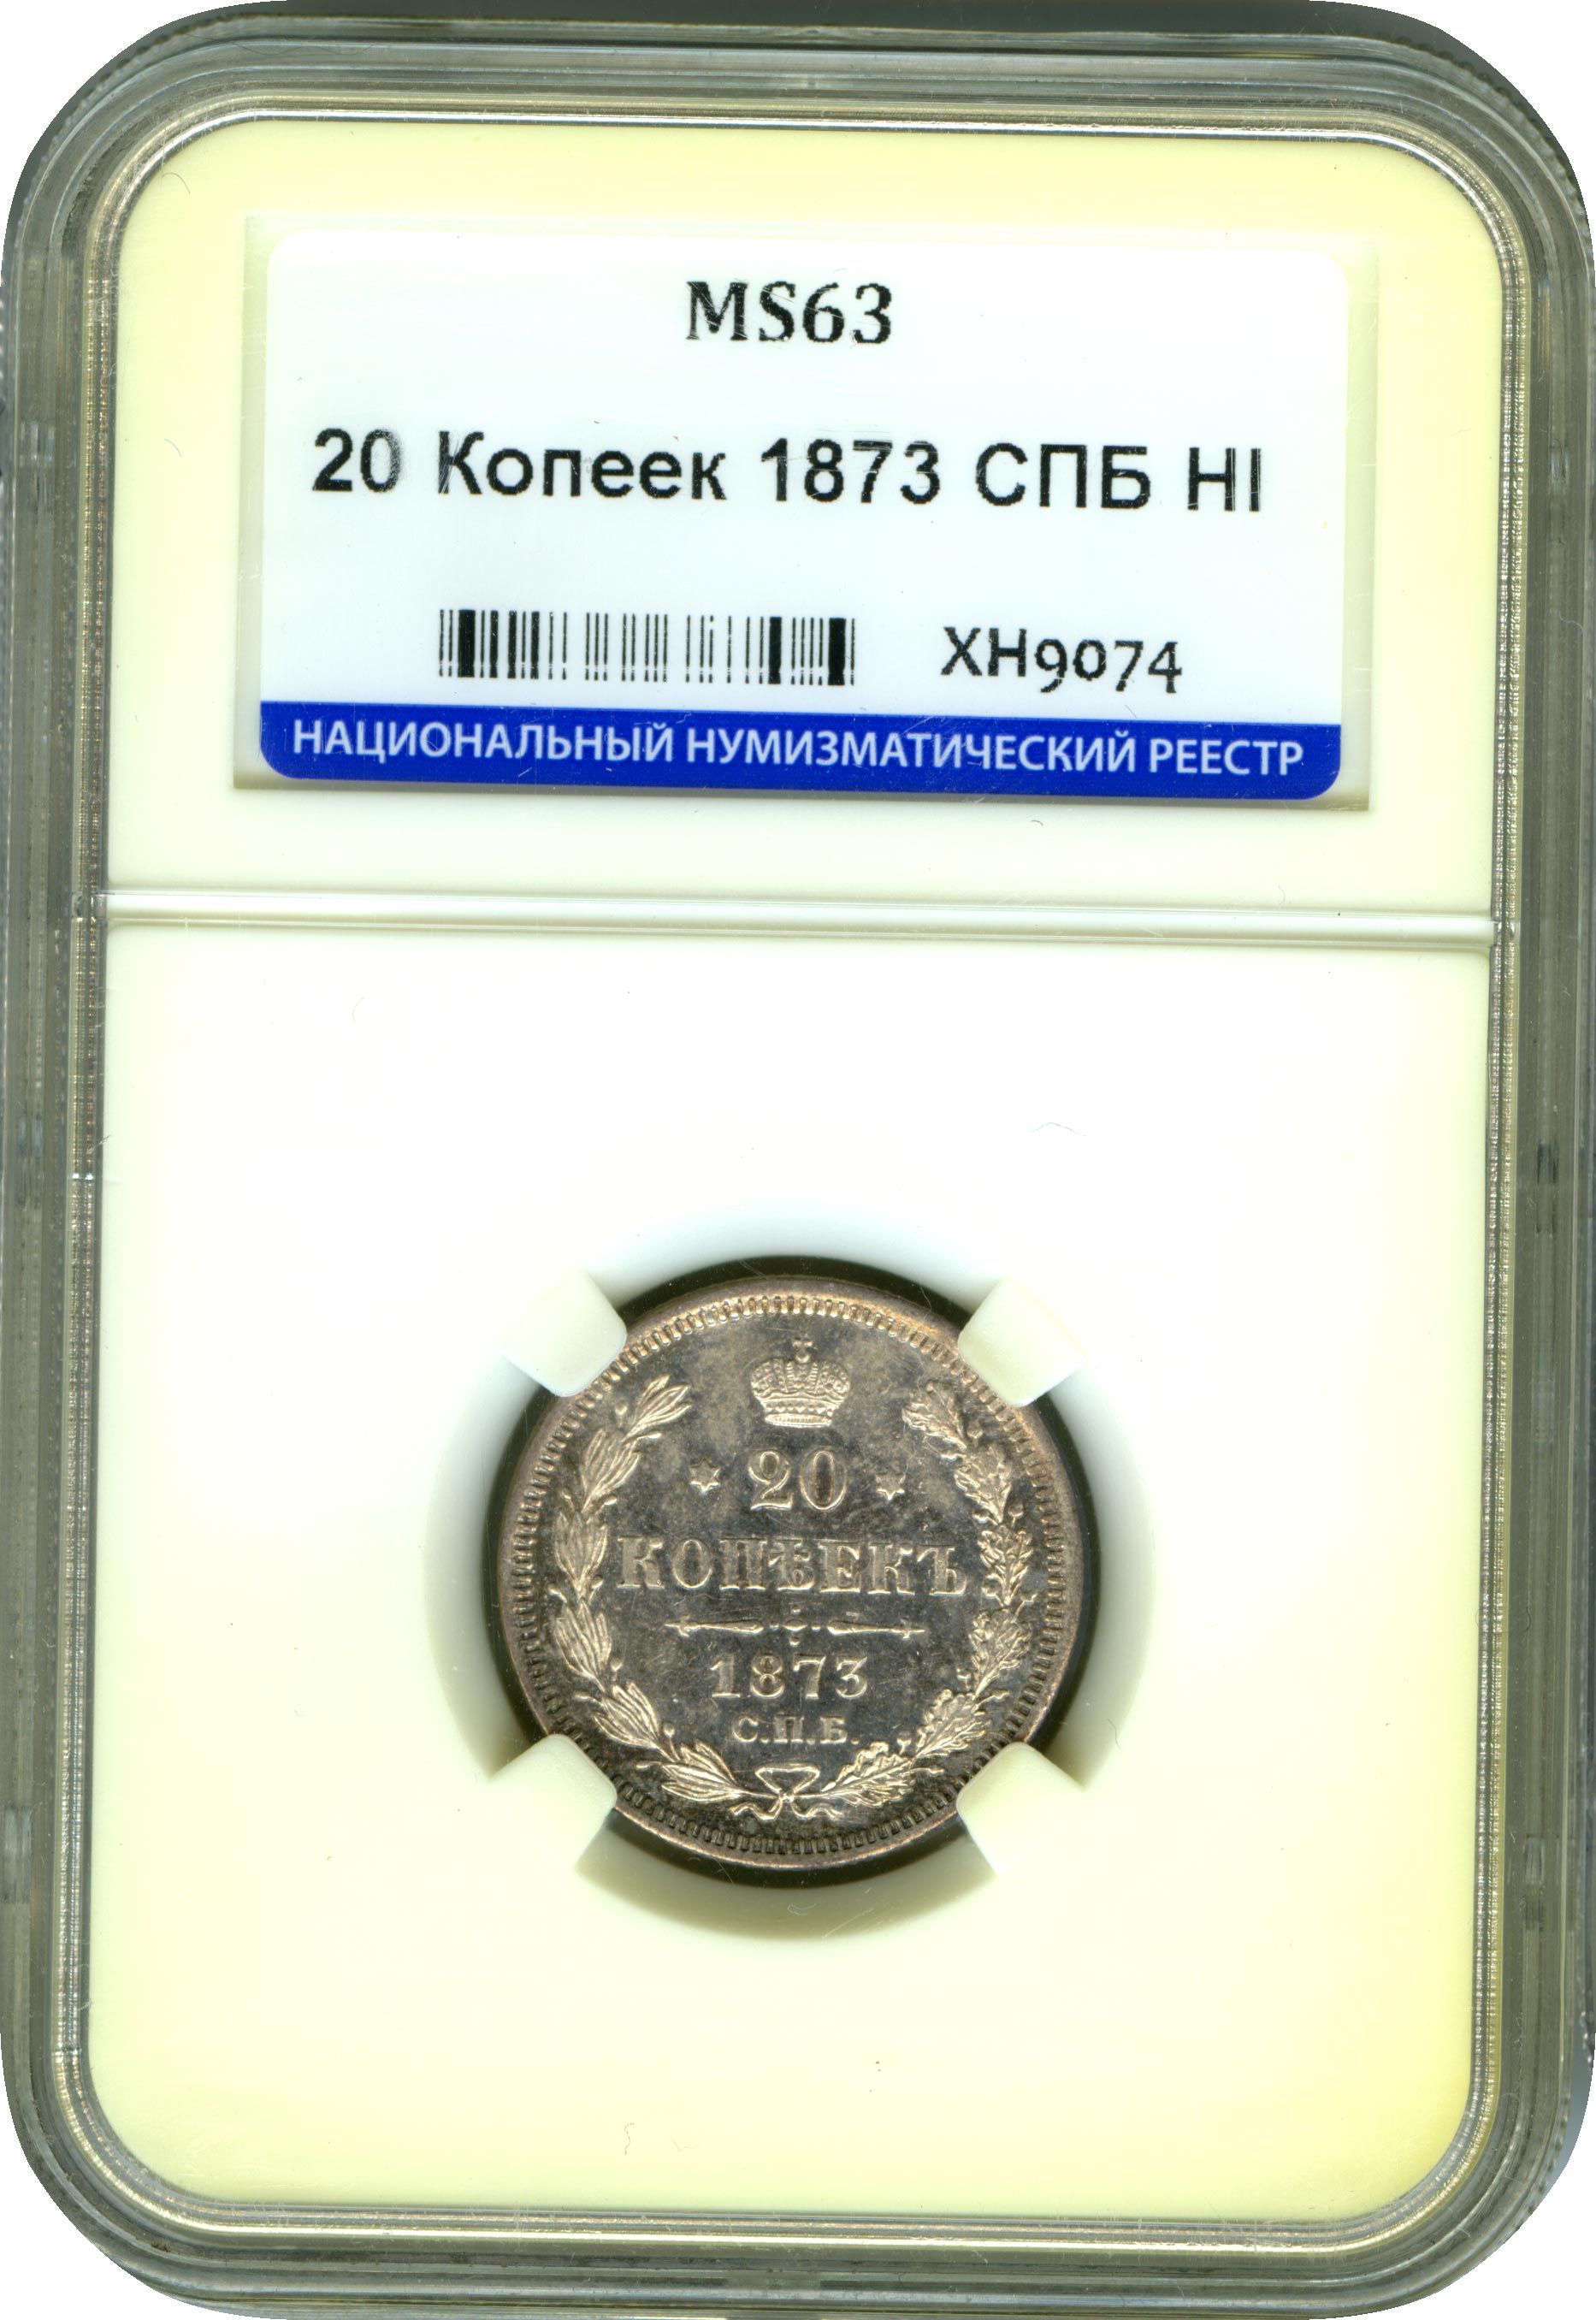 MS63
20 Копеек 1873 СПБ НІ
XH9074
НАЦИОНАЛЬНЫЙ НУМИЗМАТИЧЕСКИЙ РЕЕСТР
20
КОПѢЕКЪ
1873
С.П.Б.